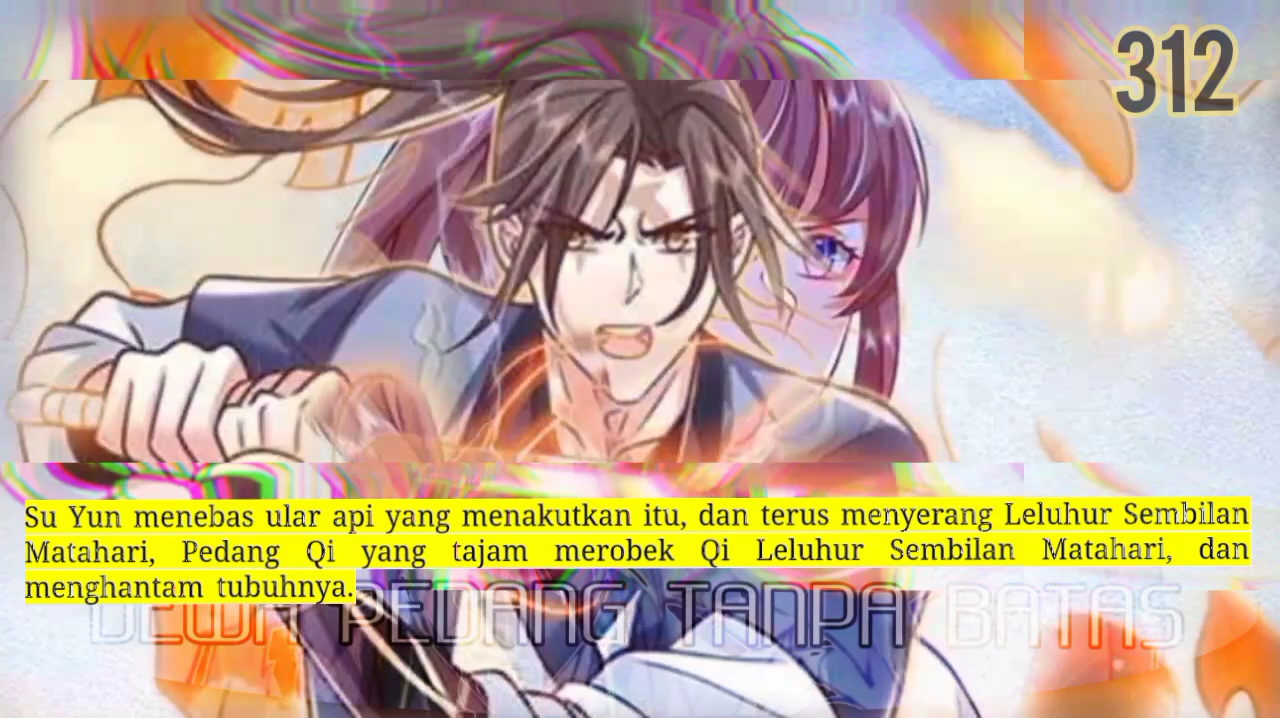 312
Su Yun menebas ular api yang menakutkan itu, dan terus menyerang Leluhur Sembilan
Matahari, Pedang Qi yang tajam merobek Qi Leluhur Sembilan Matahari, dan
menghantam tubuhnya.
DEWA PEDANG TANPA BATAS